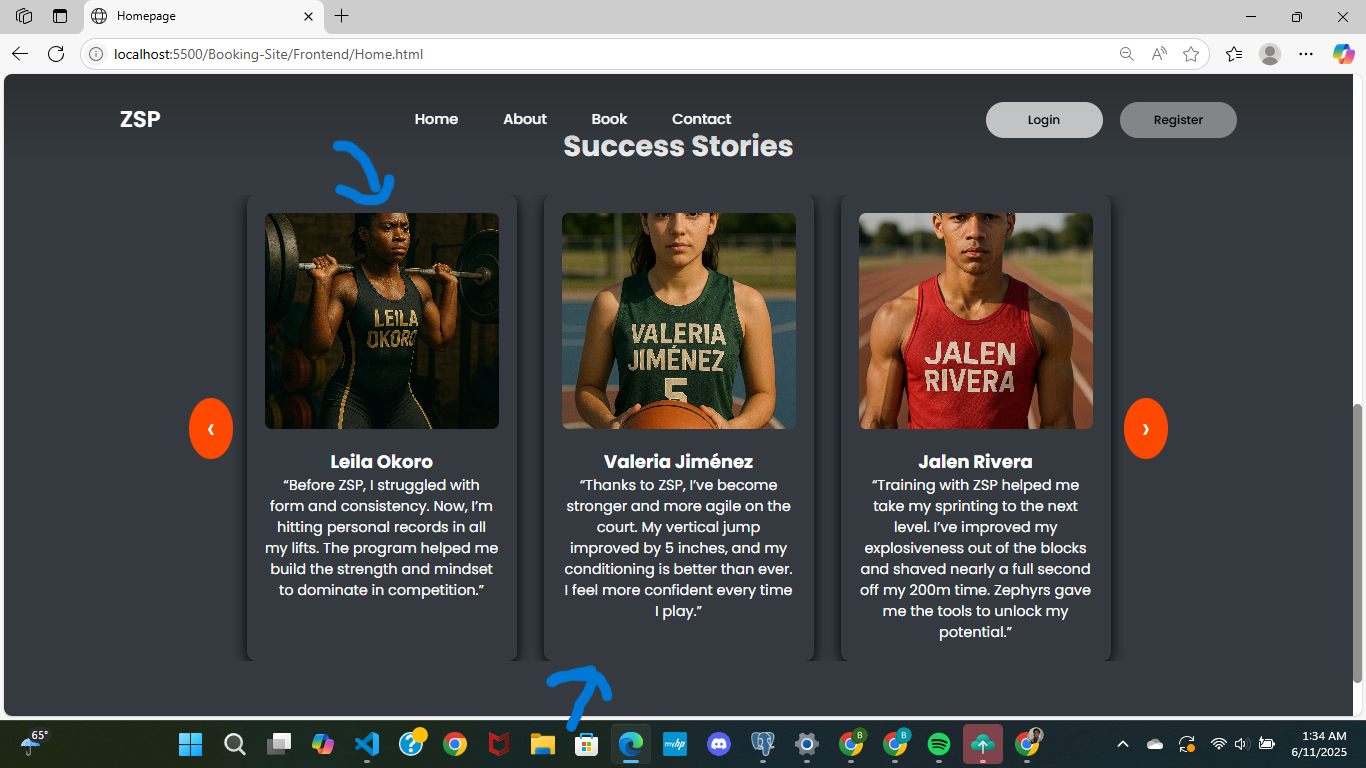 Homepage
localhost:5500/Booking-Site/Frontend/Home.html
ZSP
Home
About
Book
Contact
Login
Register
Success Stories
LEILA
OKORO
VALERIA
JIMÉNEZ
5
JALEN
RIVERA
‹
›
Leila Okoro
“Before ZSP, I struggled with
form and consistency. Now, I’m
hitting personal records in all
my lifts. The program helped me
build the strength and mindset
to dominate in competition.”
Valeria Jiménez
“Thanks to ZSP, I’ve become
stronger and more agile on the
court. My vertical jump
improved by 5 inches, and my
conditioning is better than ever.
I feel more confident every time
I play.”
Jalen Rivera
“Training with ZSP helped me
take my sprinting to the next
level. I’ve improved my
explosiveness out of the blocks
and shaved nearly a full second
off my 200m time. Zephyrs gave
me the tools to unlock my
potential.”
65°
myhp
B
B
1:34 AM
6/11/2025